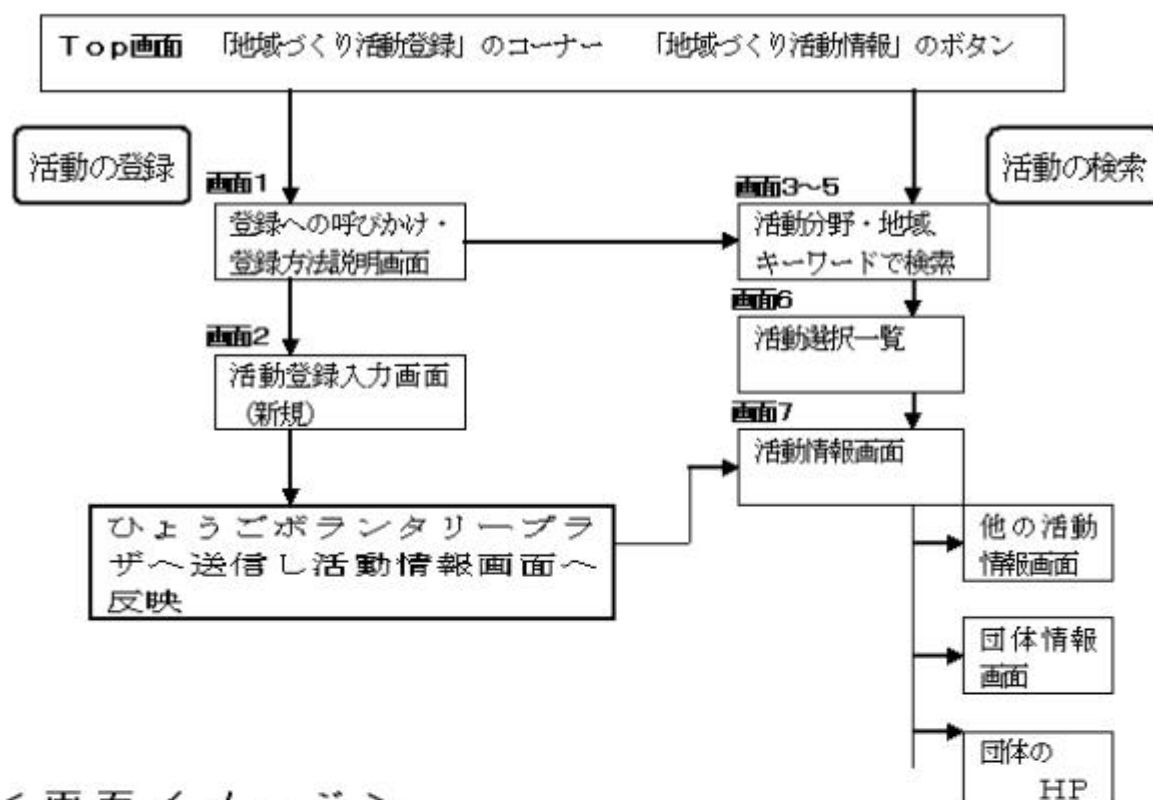 Ｔｏｐ画面　「地域づくり活動登録」のコーナー　「地域づくり活動情報」のボタン
活動の登録
活動の検索
画面1
登録への呼びかけ・
登録方法説明画面
画面3～5
活動分野・地域、
キーワードで検索
画面6
活動選択一覧
画面2
活動登録入力画面
（新規）
画面7
活動情報画面
ひょうごボランタリープラ
ザへ送信し活動情報画面へ
反映
他の活動
情報画面
団体情報
画面
団体の
HP
＜画面イメージ＞